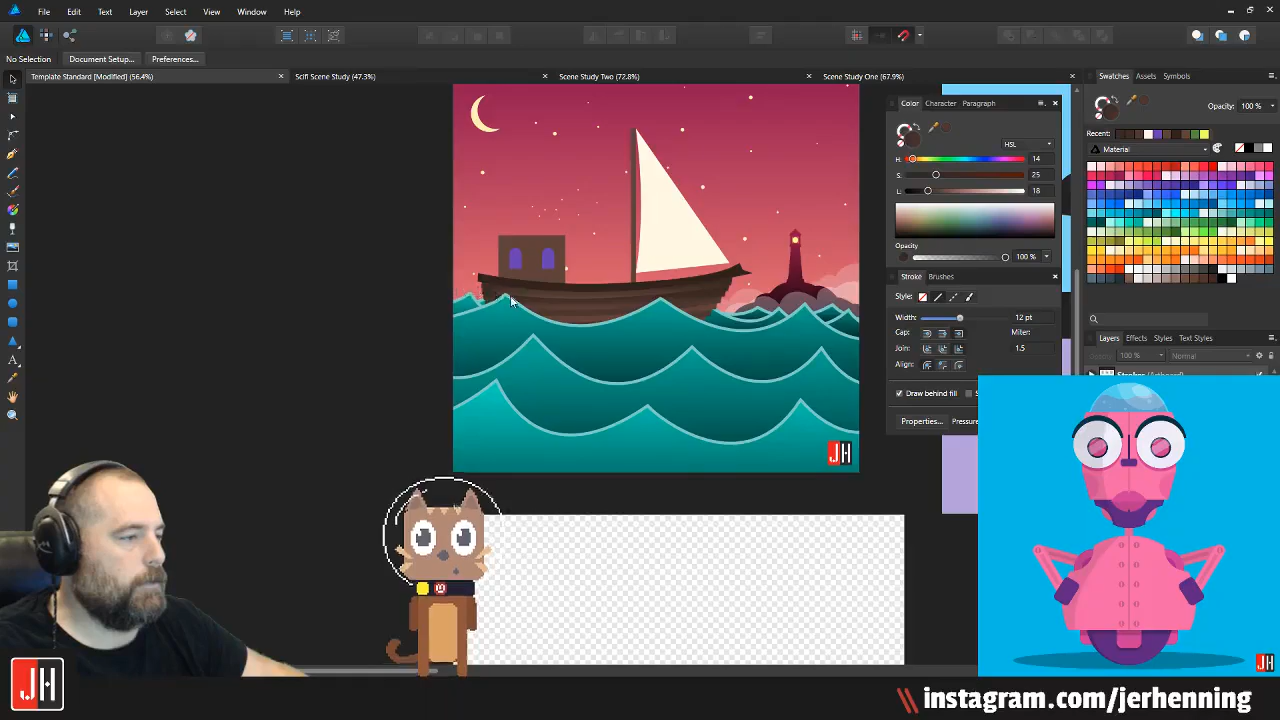 File Edit Text Layer Select View Window Help
No Selection Document Setup... Preferences...
Template Standard [Modified] (56.4%) Scifi Scene Study (47.3%) Scene Study Two (72.8%) Scene Study One (67.9%)
Swatches Assets Symbols
Color Character Paragraph
Opacity: 100 %
HSL
Recent:
Material
H: 14
S: 25
L: 18
Opacity
100 %
Stroke Brushes
Style:
Width: 12 pt
Cap: Miter:
Join: 1.5
Align:
Draw behind fill
Properties... Pressure
Layers Effects Styles Text Styles
Opacity: 100 % Normal
JH
JH
JH
instagram.com/jerhenning